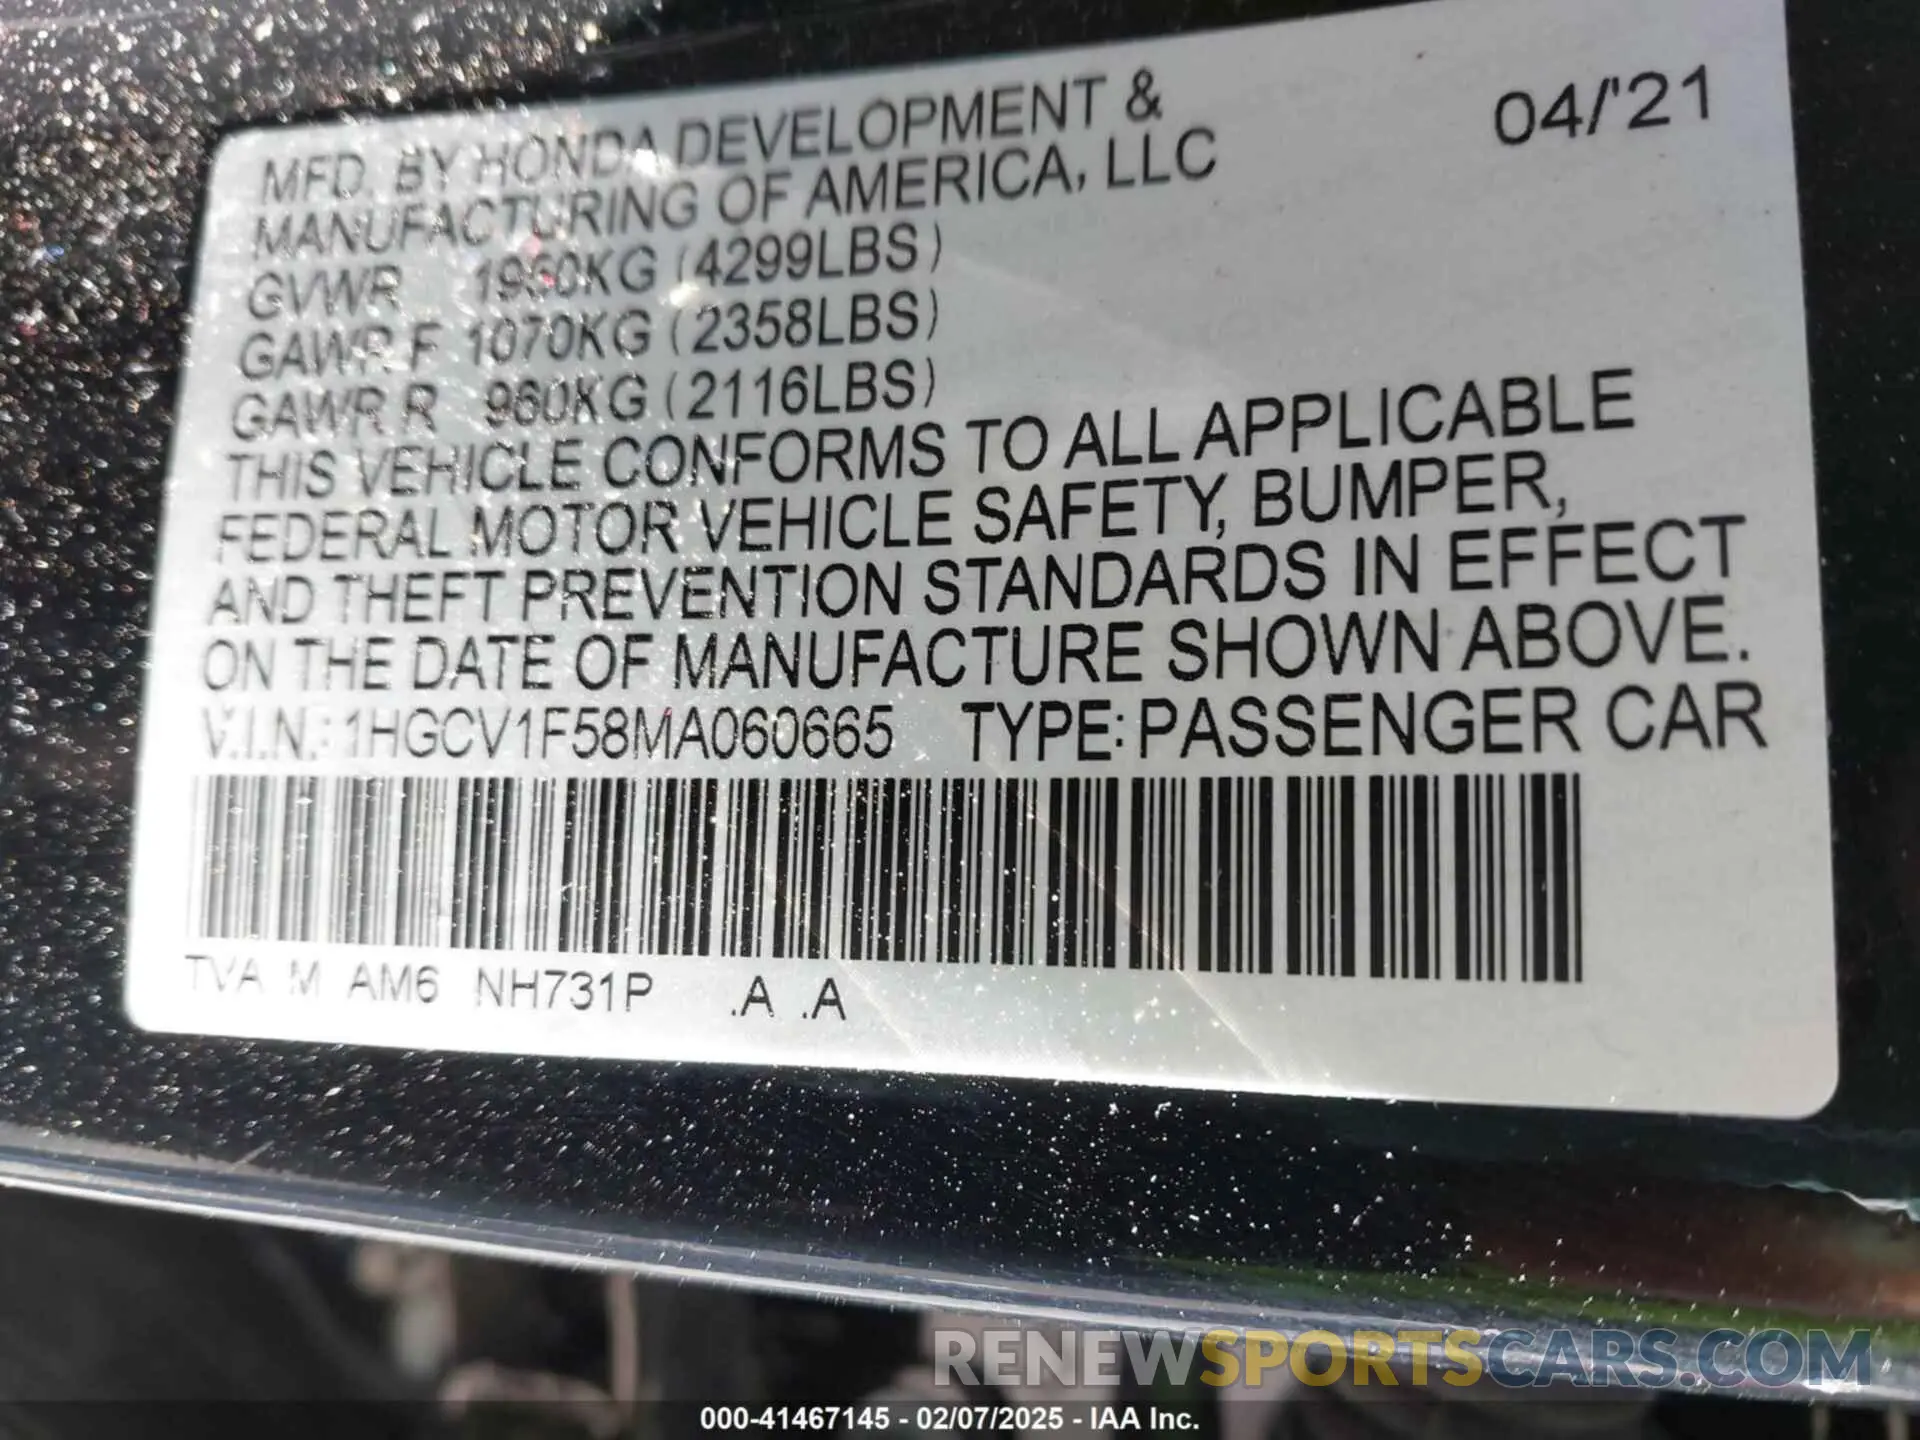 04/'21
MFD. BY HONDA DEVELOPMENT &
MANUFACTURING OF AMERICA, LLC
GVWR 1950KG (4299LBS)
GAWR F 1070KG (2358LBS)
GAWR R 960KG (2116LBS)
THIS VEHICLE CONFORMS TO ALL APPLICABLE
FEDERAL MOTOR VEHICLE SAFETY, BUMPER,
AND THEFT PREVENTION STANDARDS IN EFFECT
ON THE DATE OF MANUFACTURE SHOWN ABOVE.
V.I.N.: 1HGCV1F58MA060665 TYPE: PASSENGER CAR
TVA M AM6 NH731P .A .A
RENEWSPORTSCARS.COM
000-41467145 - 02/07/2025 - IAA Inc.